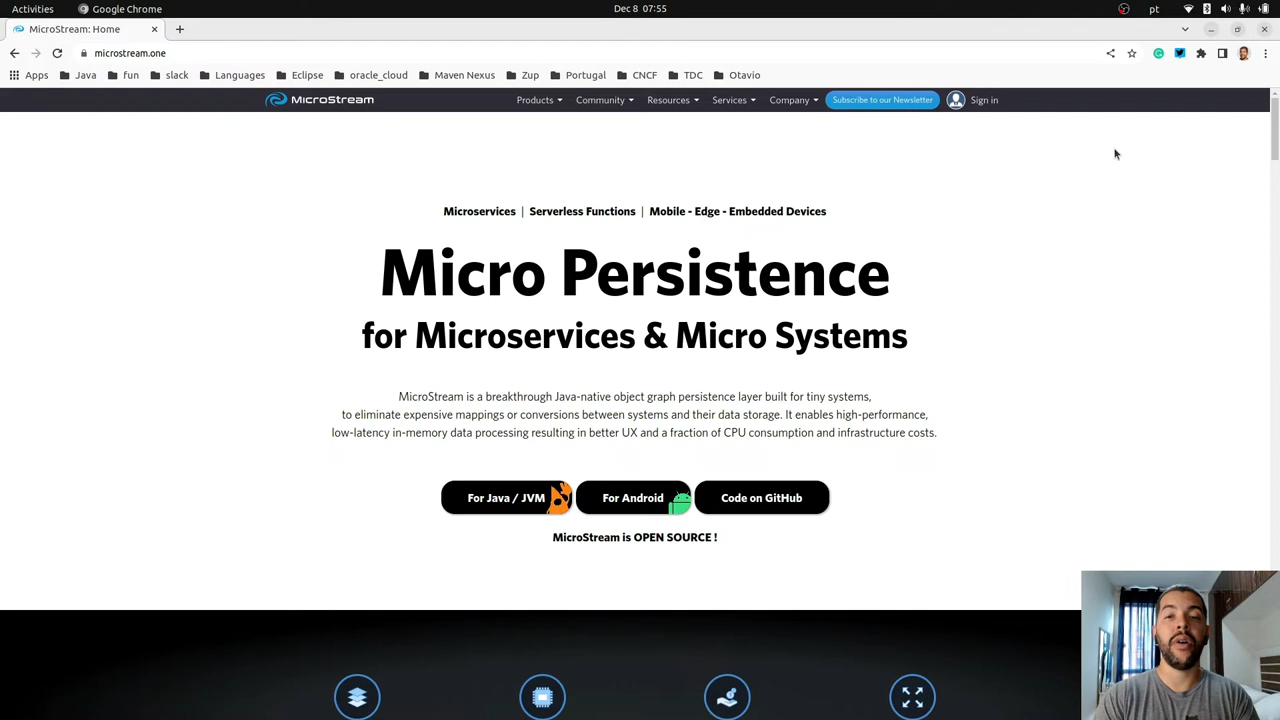 Activities
Google Chrome
Dec 8 07:55
pt
MicroStream: Home
microstream.one
Apps
Java
fun
slack
Languages
Eclipse
oracle_cloud
Maven Nexus
Zup
Portugal
CNCF
TDC
Otavio
MicroStream
Products
Community
Resources
Services
Company
Subscribe to our Newsletter
Sign in
Microservices | Serverless Functions | Mobile - Edge - Embedded Devices
Micro Persistence
for Microservices & Micro Systems
MicroStream is a breakthrough Java-native object graph persistence layer built for tiny systems,
to eliminate expensive mappings or conversions between systems and their data storage. It enables high-performance,
low-latency in-memory data processing resulting in better UX and a fraction of CPU consumption and infrastructure costs.
For Java / JVM
For Android
Code on GitHub
MicroStream is OPEN SOURCE !